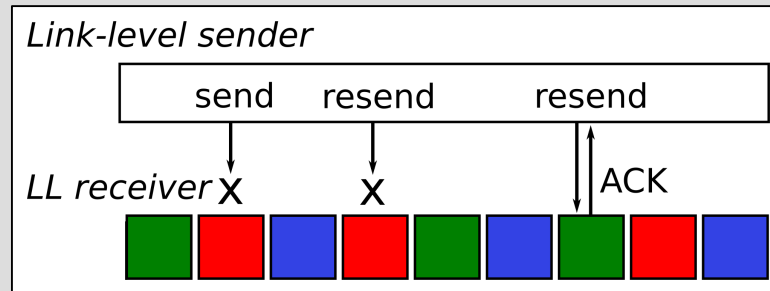 Link-level sender
send resend resend
LL receiver X X ACK